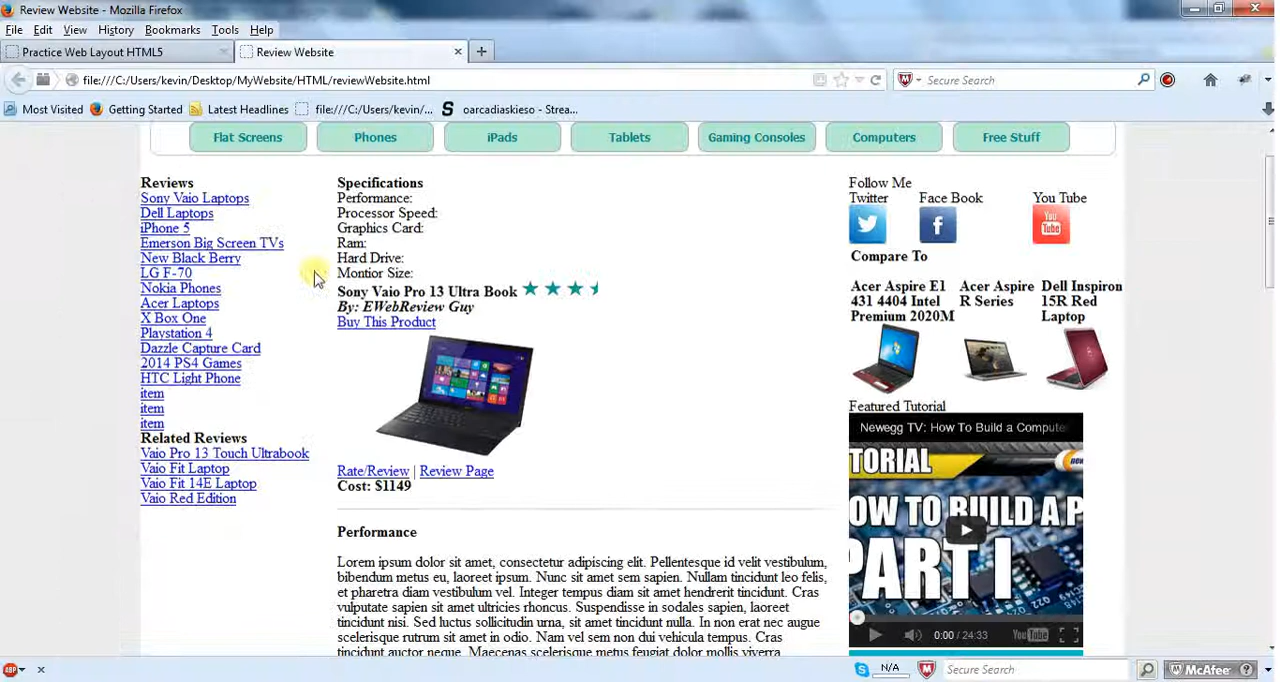 Review Website - Mozilla Firefox
File Edit View History Bookmarks Tools Help
Practice Web Layout HTML5
Review Website
file:///C:/Users/kevin/Desktop/MyWebsite/HTML/reviewWebsite.html
Secure Search
Most Visited
Getting Started
Latest Headlines
file:///C:/Users/kevin/...
oarcadiaskieso - Strea...
Flat Screens
Phones
iPads
Tablets
Gaming Consoles
Computers
Free Stuff
Reviews
Sony Vaio Laptops
Dell Laptops
iPhone 5
Emerson Big Screen TVs
New Black Berry
LG F-70
Nokia Phones
Acer Laptops
X Box One
Playstation 4
Dazzle Capture Card
2014 PS4 Games
HTC Light Phone
item
item
item
Related Reviews
Vaio Pro 13 Touch Ultrabook
Vaio Fit Laptop
Vaio Fit 14E Laptop
Vaio Red Edition
Specifications
Performance:
Processor Speed:
Graphics Card:
Ram:
Hard Drive:
Montior Size:
Sony Vaio Pro 13 Ultra Book
By: EWebReview Guy
Buy This Product
Rate/Review | Review Page
Cost: $1149
Performance
Lorem ipsum dolor sit amet, consectetur adipiscing elit. Pellentesque id velit vestibulum,
bibendum metus eu, laoreet ipsum. Nunc sit amet sem sapien. Nullam tincidunt leo felis,
et pharetra diam vestibulum vel. Integer tempus diam sit amet hendrerit tincidunt. Cras
vulputate sapien sit amet ultricies rhoncus. Suspendisse in sodales sapien, laoreet
tincidunt nisi. Sed luctus sollicitudin urna, sit amet tincidunt nulla. In non erat nec augue
scelerisque rutrum sit amet in odio. Nam vel dui vehicula tempus. Cras
tincidunt auctor neque. Maecenas scelerisque metus feugiat dolor mollis
Follow Me
Twitter
Face Book
You Tube
You
Tube
Compare To
Acer Aspire E1
431 4404 Intel
Premium 2020M
Acer Aspire
R Series
Dell Inspiron
15R Red
Laptop
Featured Tutorial
Newegg TV: How To Build a Compute
TORIAL
OW TO BUILD A P
PART I
0:00 / 24:33
YouTube
ABP
N/A
Secure Search
McAfee